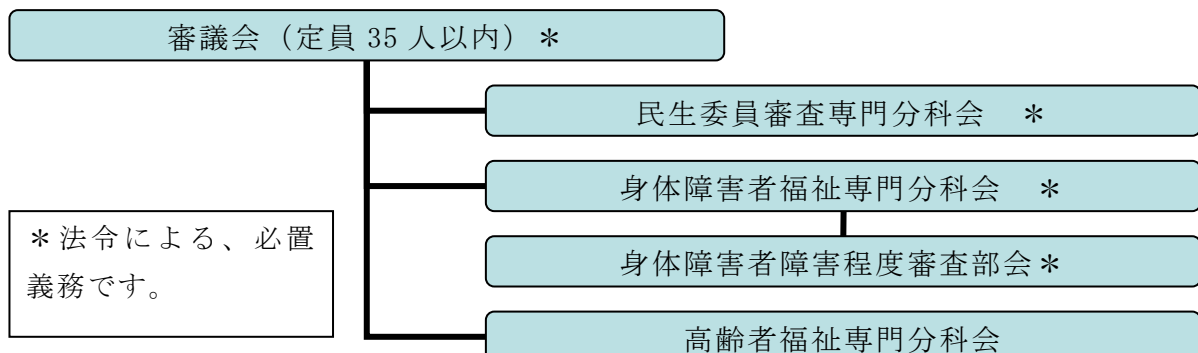 審議会（定員 35 人以内）＊
民生委員審査専門分科会　＊
身体障害者福祉専門分科会　＊
＊法令による、必置
義務です。
身体障害者障害程度審査部会＊
高齢者福祉専門分科会